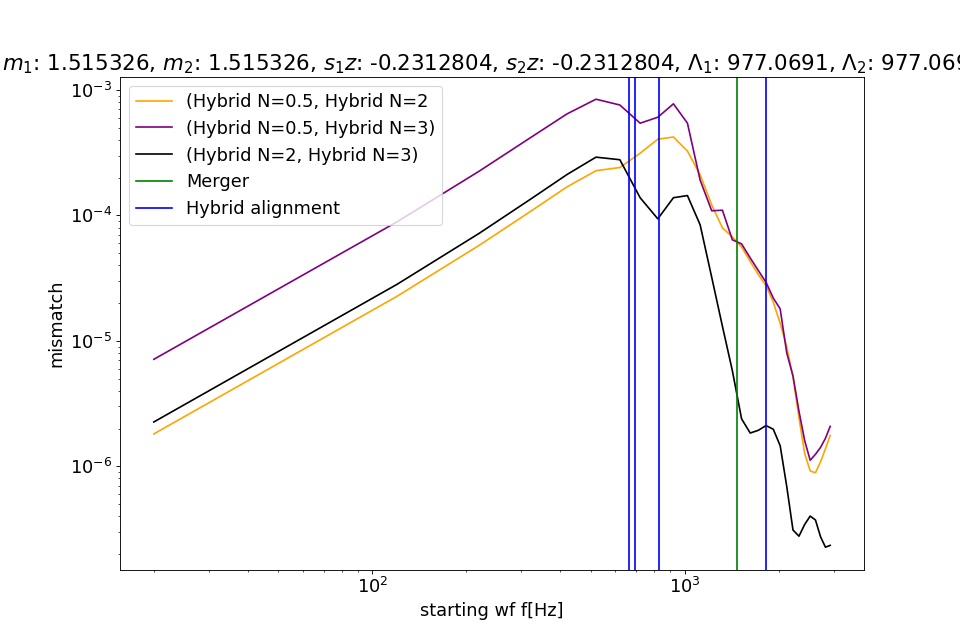 m₁: 1.515326, m₂: 1.515326, s₁z: -0.2312804, s₂z: -0.2312804, Λ₁: 977.0691, Λ₂: 977.069
(Hybrid N=0.5, Hybrid N=2
(Hybrid N=0.5, Hybrid N=3)
(Hybrid N=2, Hybrid N=3)
Merger
Hybrid alignment
10⁻³
10⁻⁴
10⁻⁵
10⁻⁶
mismatch
10² 10³
starting wf f[Hz]